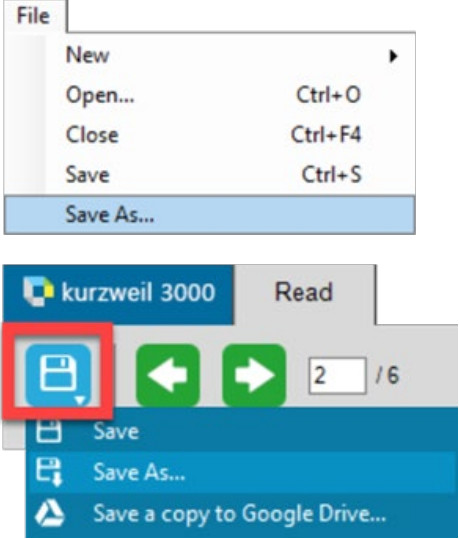 File
New
Open... Ctrl+O
Close Ctrl+F4
Save Ctrl+S
Save As...
kurzweil 3000 Read
2 / 6
Save
Save As...
Save a copy to Google Drive...